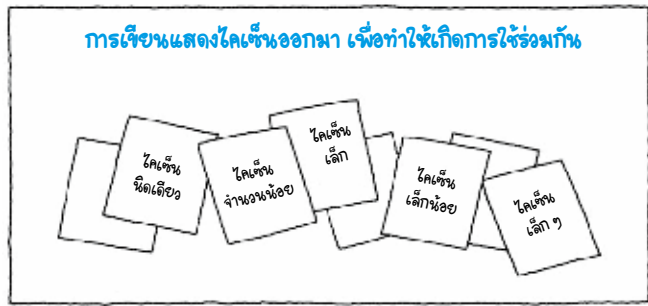 การเขียนแสดงไคเซ็นออกมา เพื่อทำให้เกิดการใช้ร่วมกัน
ไคเซ็น
นิดเดียว
ไคเซ็น
จำนวนน้อย
ไคเซ็น
เล็ก
ไคเซ็น
เล็กน้อย
ไคเซ็น
เล็ก ๆ